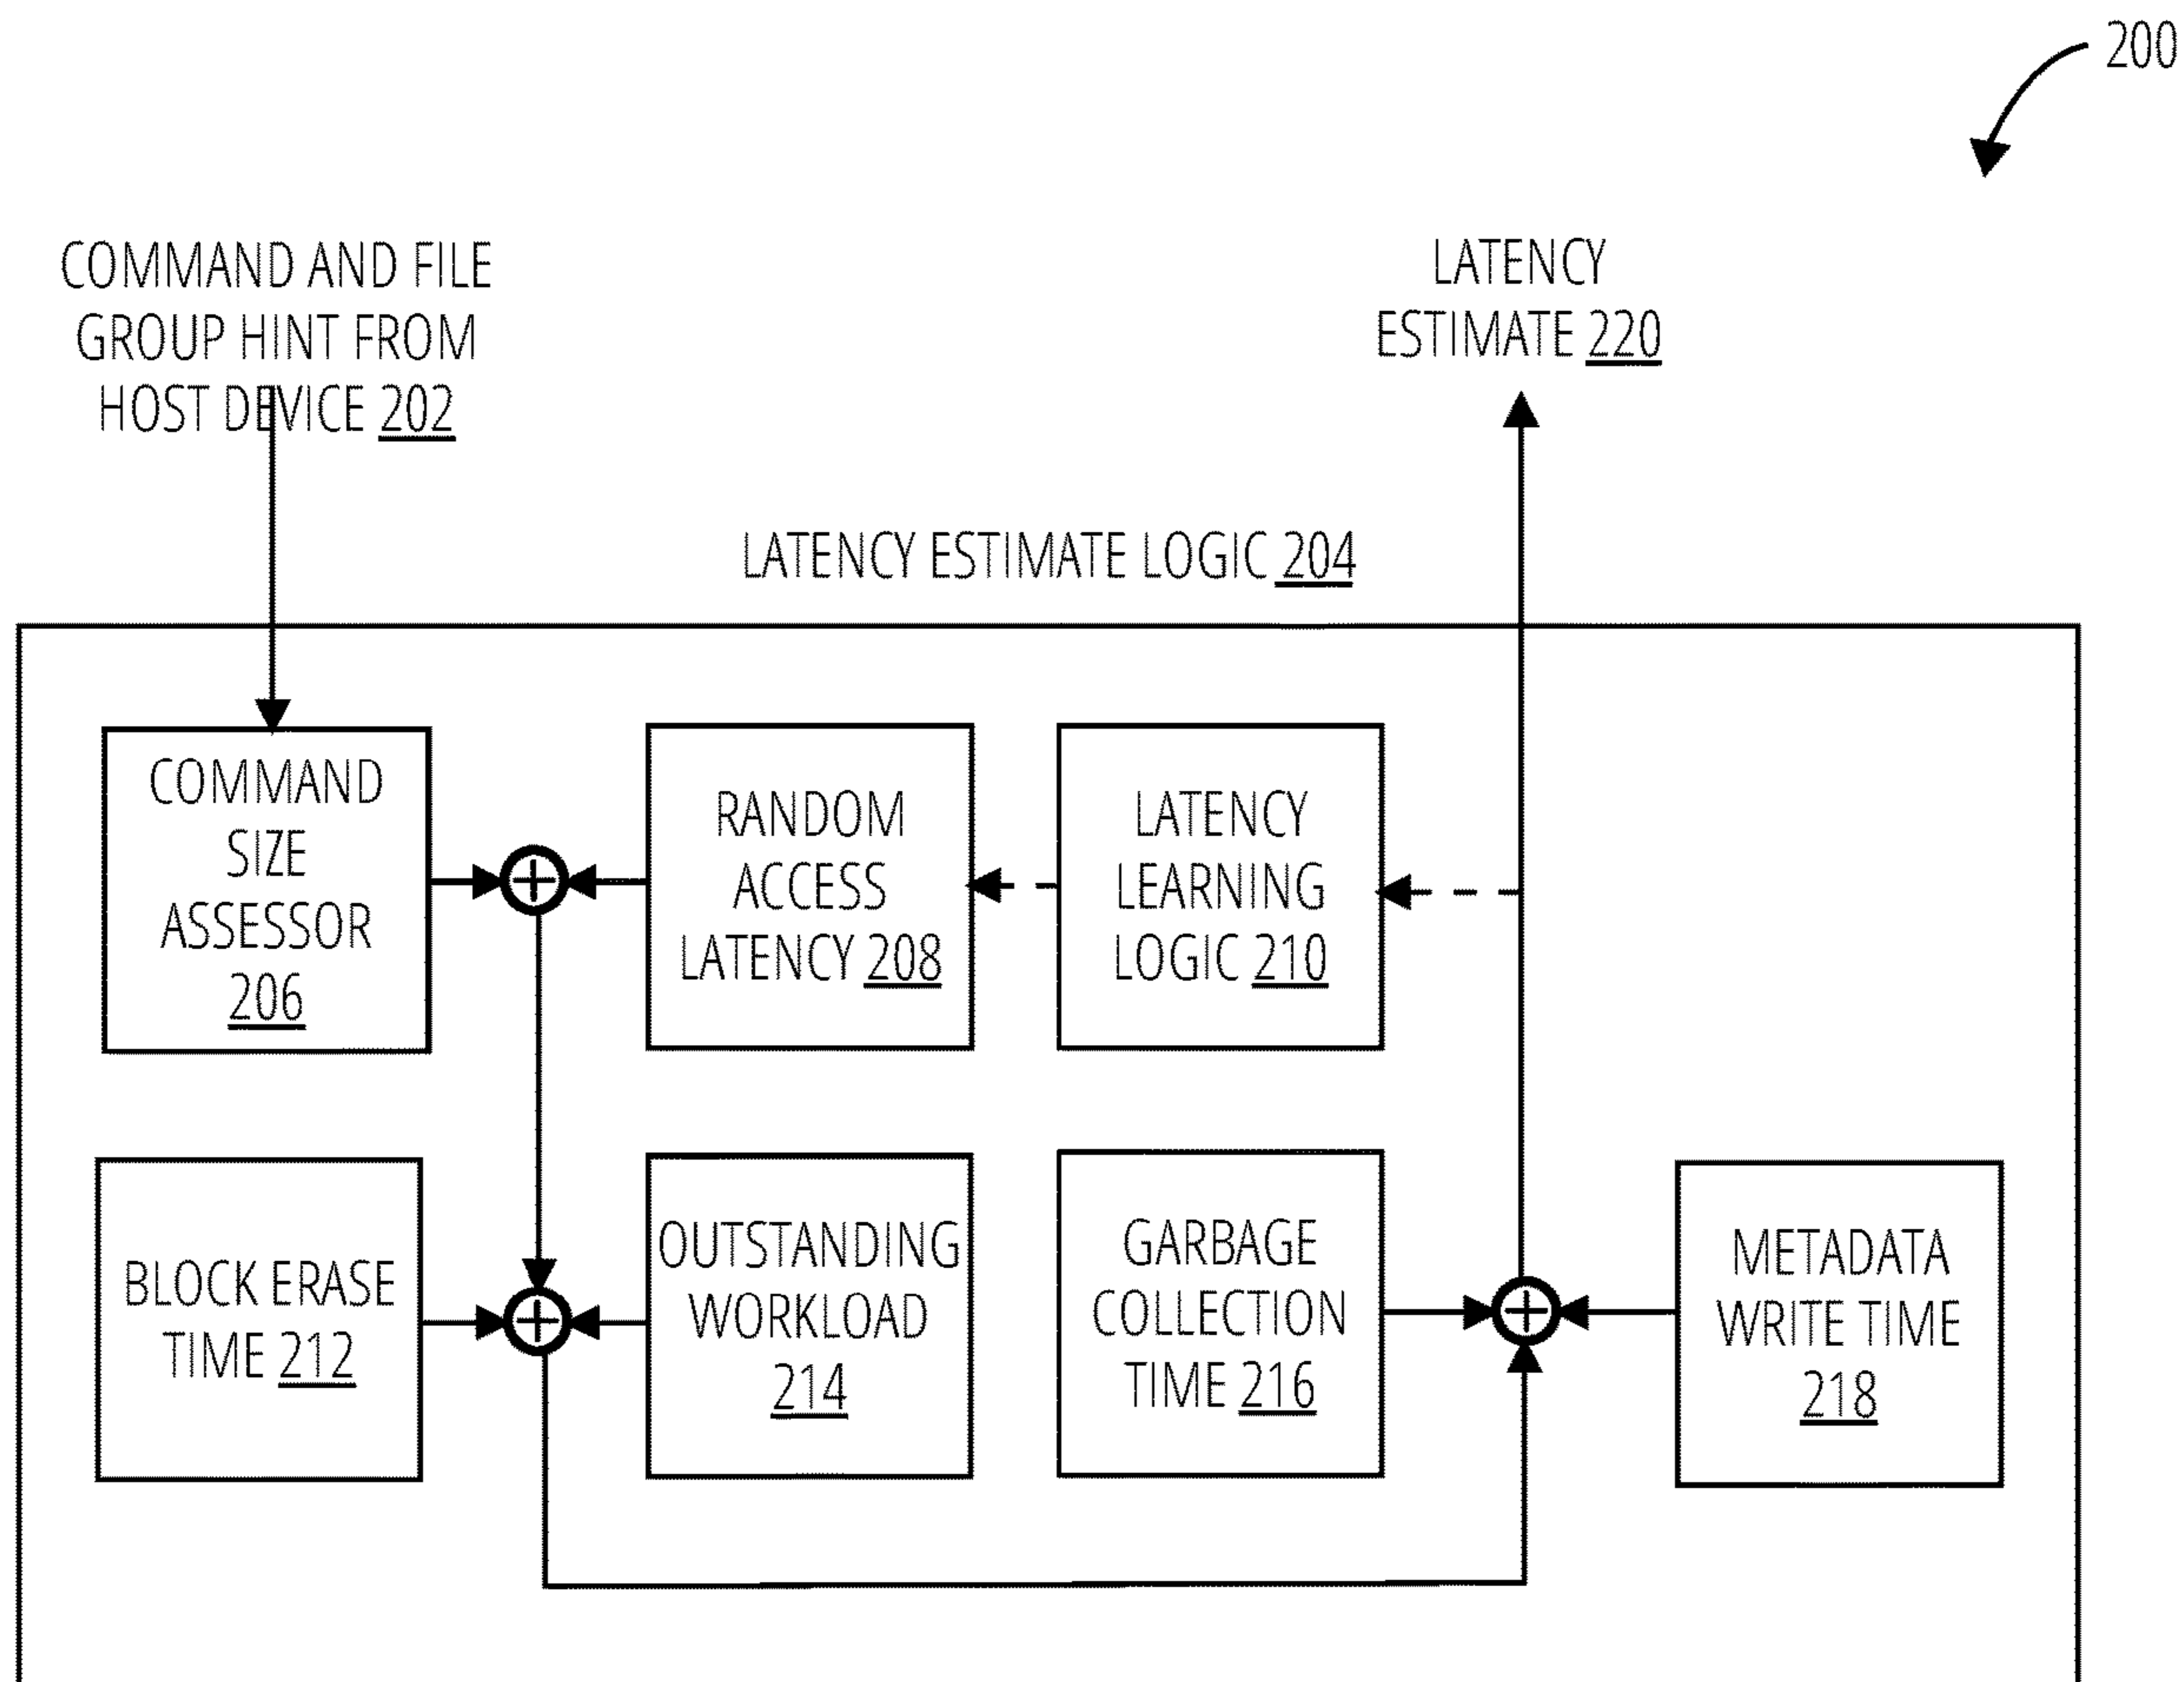 200
COMMAND AND FILE
GROUP HINT FROM
HOST DEVICE 202
LATENCY
ESTIMATE 220
LATENCY ESTIMATE LOGIC 204
COMMAND
SIZE
ASSESSOR
206
RANDOM
ACCESS
LATENCY 208
LATENCY
LEARNING
LOGIC 210
BLOCK ERASE
TIME 212
OUTSTANDING
WORKLOAD
214
GARBAGE
COLLECTION
TIME 216
METADATA
WRITE TIME
218